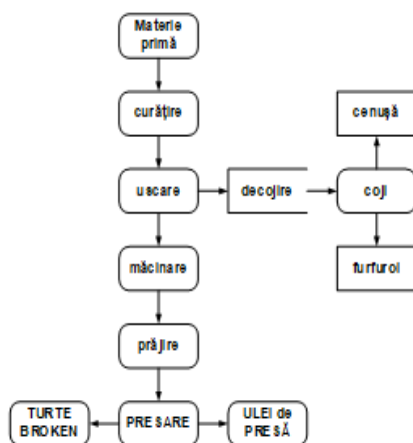 Materie
primă
curățire
cenușă
uscare
decojire
coji
măcinare
furfurol
prăjire
TURTE
BROKEN
PRESARE
ULEI de
PRESĂ